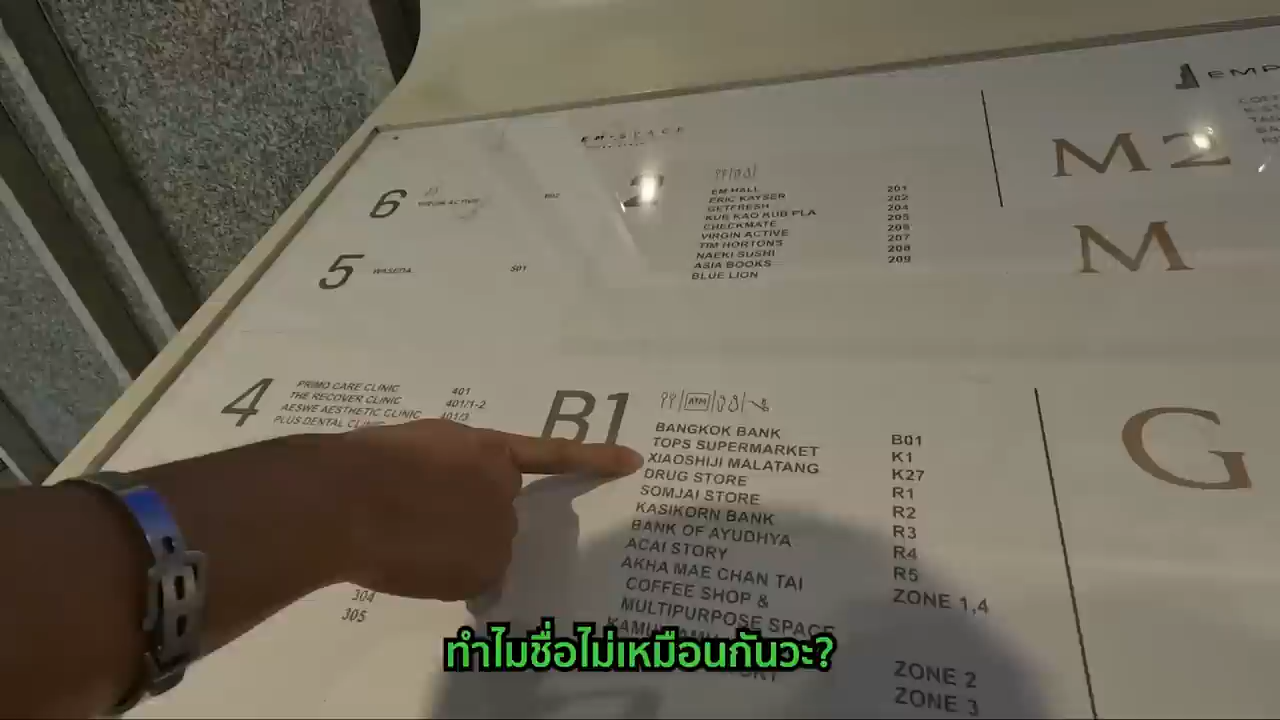 EM·SPACE
6
VIRGIN ACTIVE
602
5
WASEDA
501
4
PRIMO CARE CLINIC 401
THE RECOVER CLINIC 401/1-2
AESWE AESTHETIC CLINIC 401/3
PLUS DENTAL CLINIC
304
305
2
EM HALL 201
ERIC KAYSER 202
GETFRESH 204
KUB KAO KUB PLA 205
CHECKMATE 206
VIRGIN ACTIVE 207
TIM HORTONS 208
NAEKI SUSHI 209
ASIA BOOKS
BLUE LION
B1
ATM
BANGKOK BANK B01
TOPS SUPERMARKET K1
XIAOSHIJI MALATANG K27
DRUG STORE R1
SOMJAI STORE R2
KASIKORN BANK R3
BANK OF AYUDHYA R4
ACAI STORY R5
AKHA MAE CHAN TAI ZONE 1,4
COFFEE SHOP &
MULTIPURPOSE SPACE
ZONE 2
ZONE 3
M2
M
G
ทำไมชื่อไม่เหมือนกันวะ?